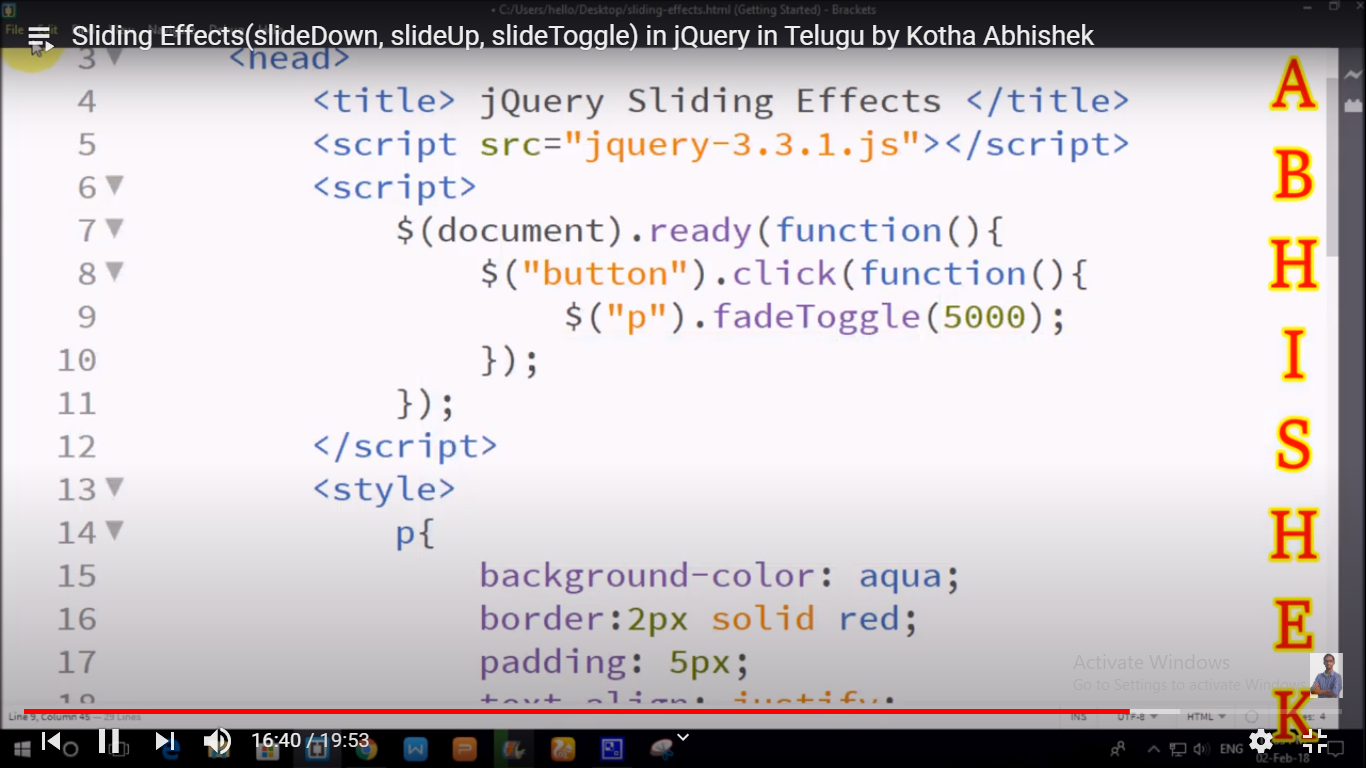 • C:/Users/hello/Desktop/sliding-effects.html (Getting Started) - Brackets
File Edit
Sliding Effects(slideDown, slideUp, slideToggle) in jQuery in Telugu by Kotha Abhishek
3 <head>
4 <title> jQuery Sliding Effects </title>
5 <script src="jquery-3.3.1.js"></script>
6 <script>
7 $(document).ready(function(){
8 $("button").click(function(){
9 $("p").fadeToggle(5000);
10 });
11 });
12 </script>
13 <style>
14 p{
15 background-color: aqua;
16 border:2px solid red;
17 padding: 5px;
18 text-align: justify;
A
B
H
I
S
H
E
K
Activate Windows
Go to Settings to activate Windows
Line 9, Column 45 — 29 Lines
INS UTF-8 HTML 4
16:40 / 19:53
ENG
02-Feb-18